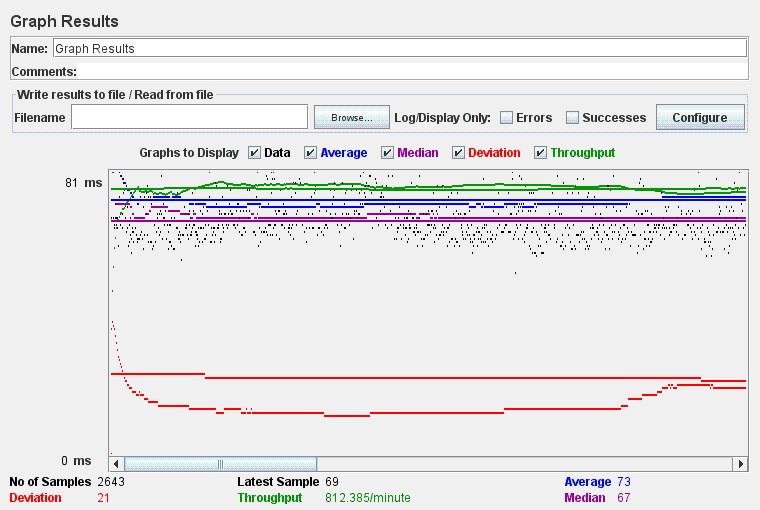 Graph Results
Name: Graph Results
Comments:
Write results to file / Read from file
Filename Browse... Log/Display Only: Errors Successes Configure
Graphs to Display Data Average Median Deviation Throughput
81 ms
0 ms
No of Samples 2643 Latest Sample 69 Average 73
Deviation 21 Throughput 812.385/minute Median 67